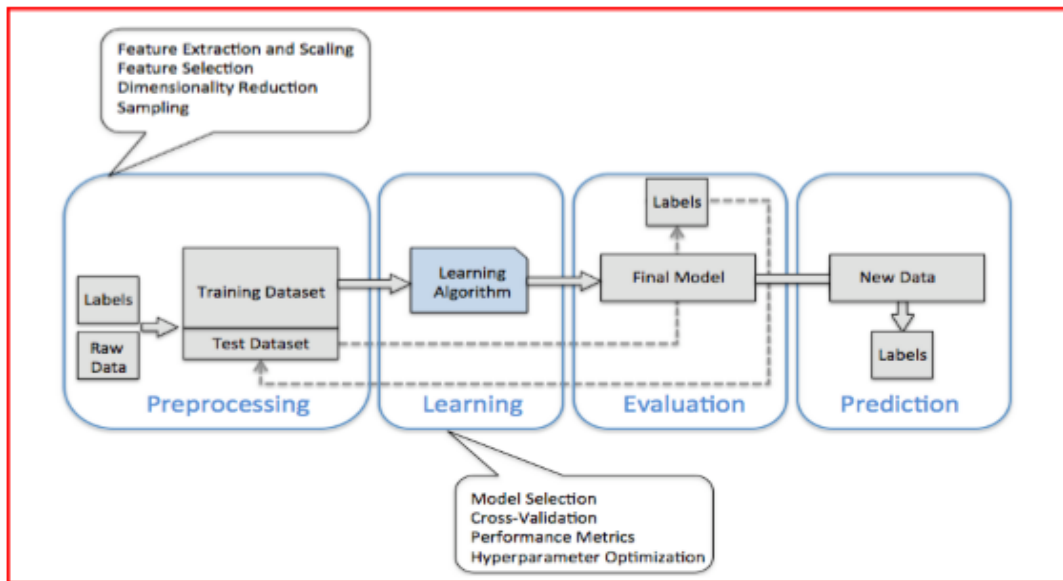 Feature Extraction and Scaling
Feature Selection
Dimensionality Reduction
Sampling
Labels
Raw
Data
Training Dataset
Test Dataset
Preprocessing
Learning
Algorithm
Learning
Labels
Final Model
Evaluation
New Data
Labels
Prediction
Model Selection
Cross-Validation
Performance Metrics
Hyperparameter Optimization